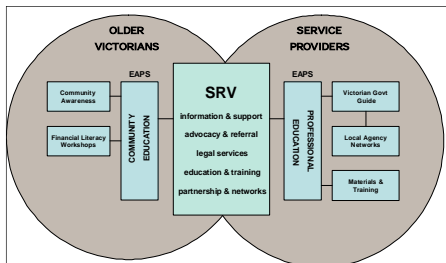 OLDER
VICTORIANS
SERVICE
PROVIDERS
EAPS
Community
Awareness
Financial Literacy
Workshops
COMMUNITY
EDUCATION
SRV
information & support
advocacy & referral
legal services
education & training
partnership & networks
EAPS
PROFESSIONAL
EDUCATION
Victorian Govt
Guide
Local Agency
Networks
Materials &
Training